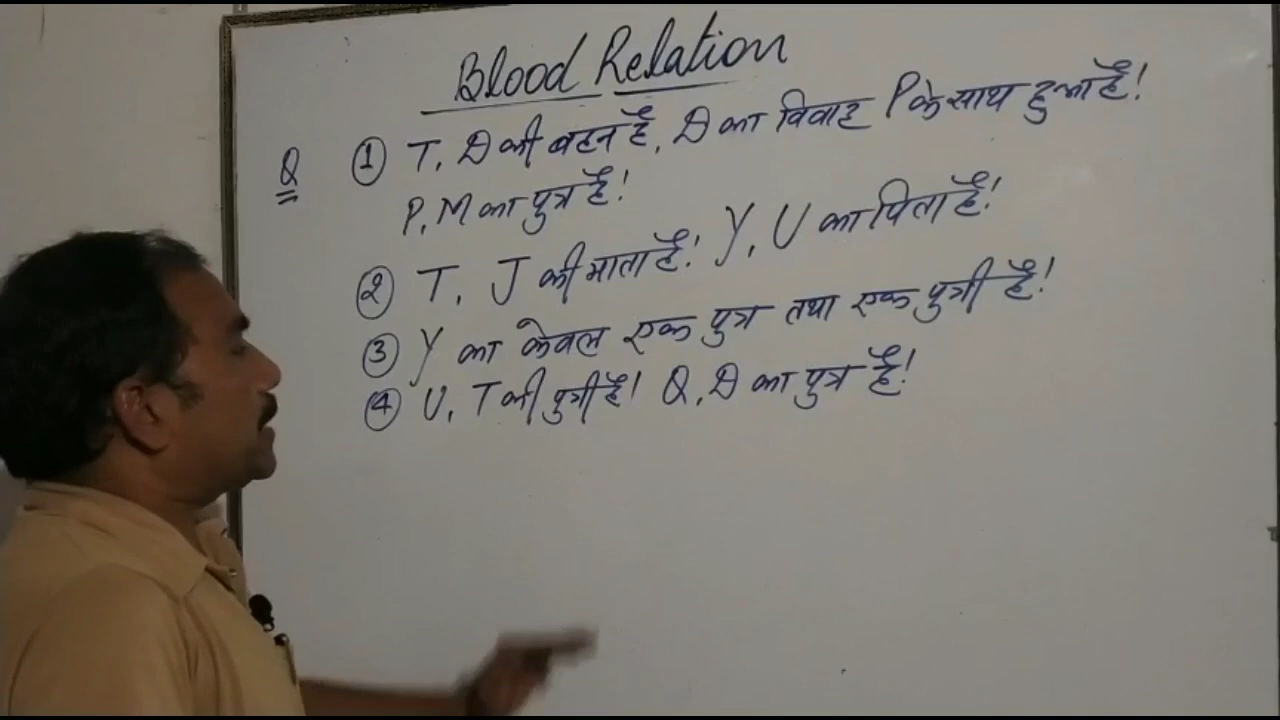 Blood Relation
Q ① T, D की बहन है, D का विवाह P के साथ हुआ है!
P, M का पुत्र है!
② T, J की माता है! Y, U का पिता है!
③ Y का केवल एक पुत्र तथा एक पुत्री है!
④ U, T की पुत्री है! Q, D का पुत्र है!